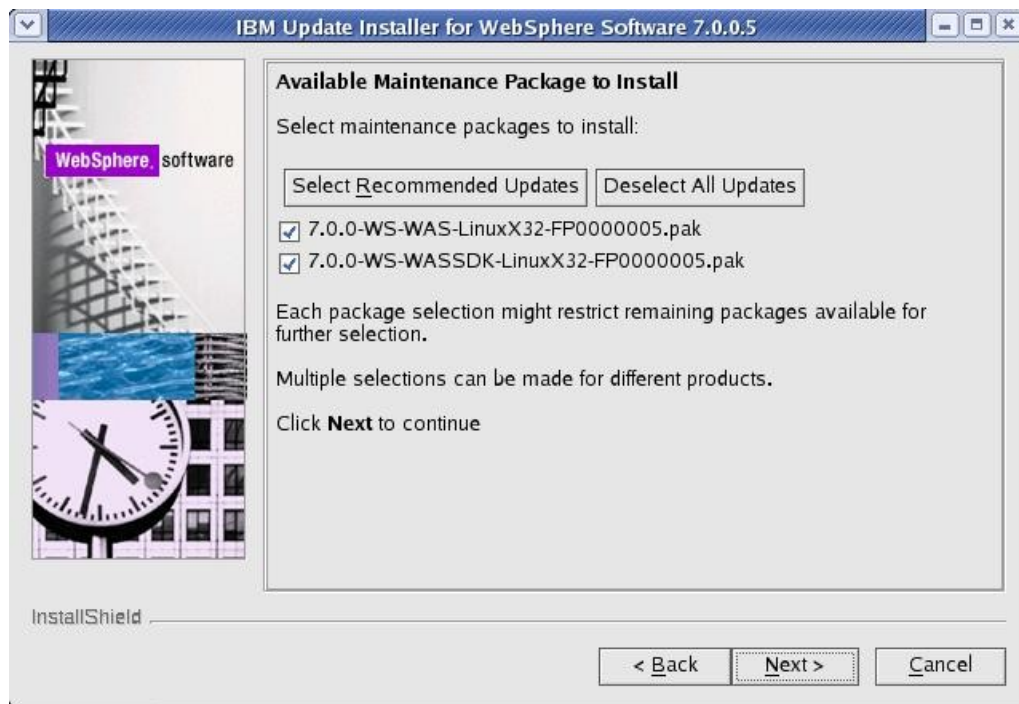 IBM Update Installer for WebSphere Software 7.0.0.5
WebSphere. software
Available Maintenance Package to Install
Select maintenance packages to install:
Select Recommended Updates
Deselect All Updates
7.0.0-WS-WAS-LinuxX32-FP0000005.pak
7.0.0-WS-WASSDK-LinuxX32-FP0000005.pak
Each package selection might restrict remaining packages available for
further selection.
Multiple selections can be made for different products.
Click Next to continue
InstallShield
< Back
Next >
Cancel